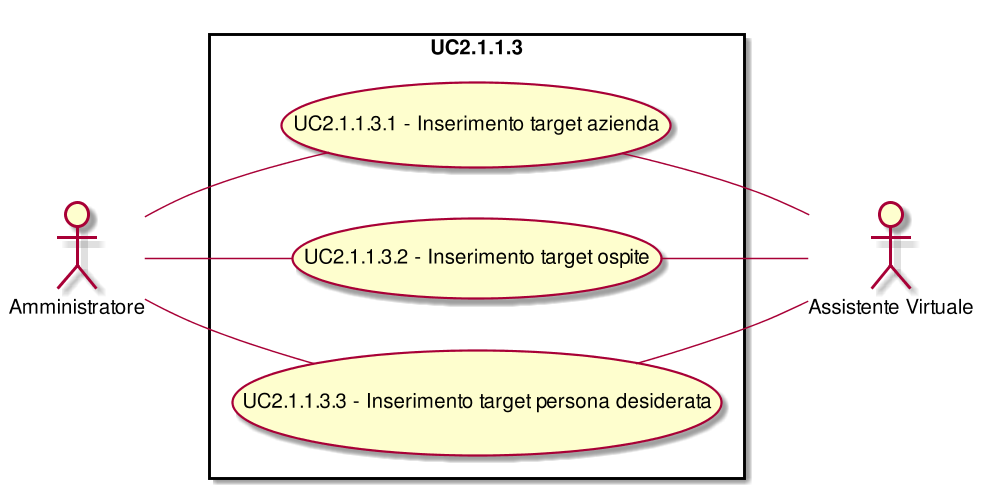 UC2.1.1.3
UC2.1.1.3.1 - Inserimento target azienda
UC2.1.1.3.2 - Inserimento target ospite
Amministratore
Assistente Virtuale
UC2.1.1.3.3 - Inserimento target persona desiderata